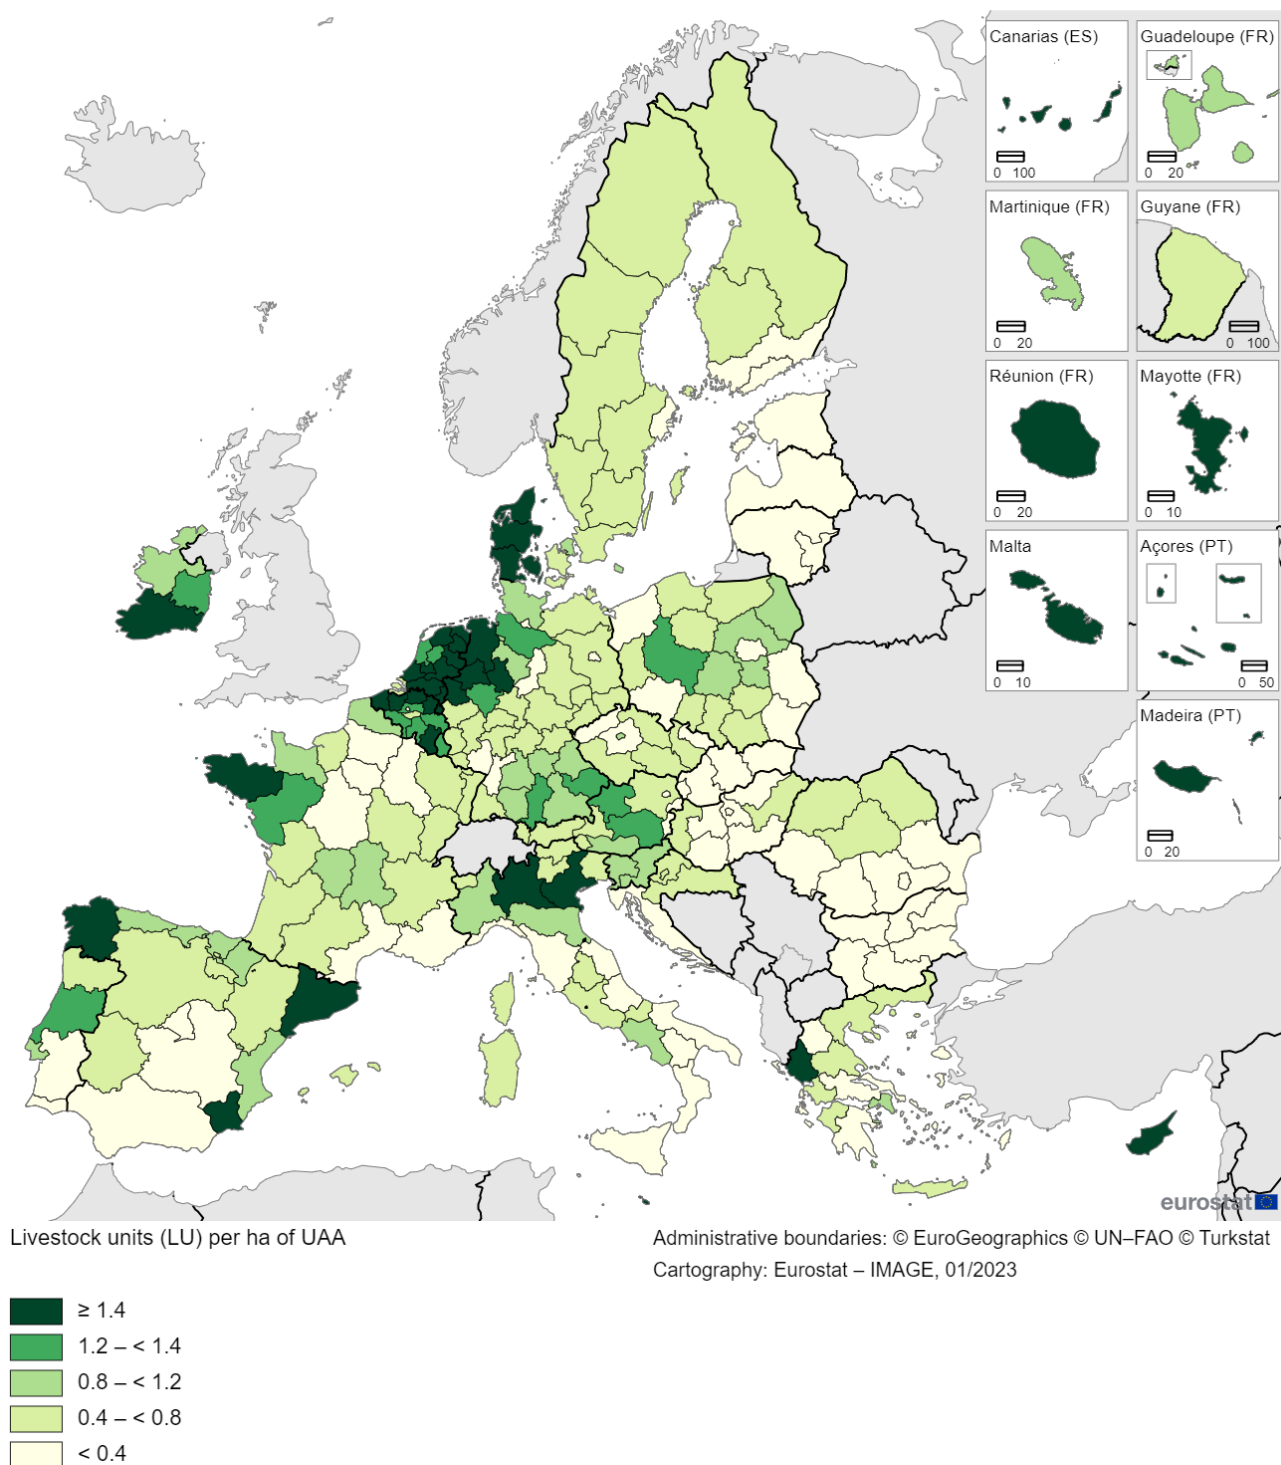 Canarias (ES)
0 100
Guadeloupe (FR)
0 20
Martinique (FR)
0 20
Guyane (FR)
0 100
Réunion (FR)
0 20
Mayotte (FR)
0 10
Malta
0 10
Açores (PT)
0 50
Madeira (PT)
0 20
eurostat
Livestock units (LU) per ha of UAA
Administrative boundaries: © EuroGeographics © UN–FAO © Turkstat
Cartography: Eurostat – IMAGE, 01/2023
≥ 1.4
1.2 – < 1.4
0.8 – < 1.2
0.4 – < 0.8
< 0.4